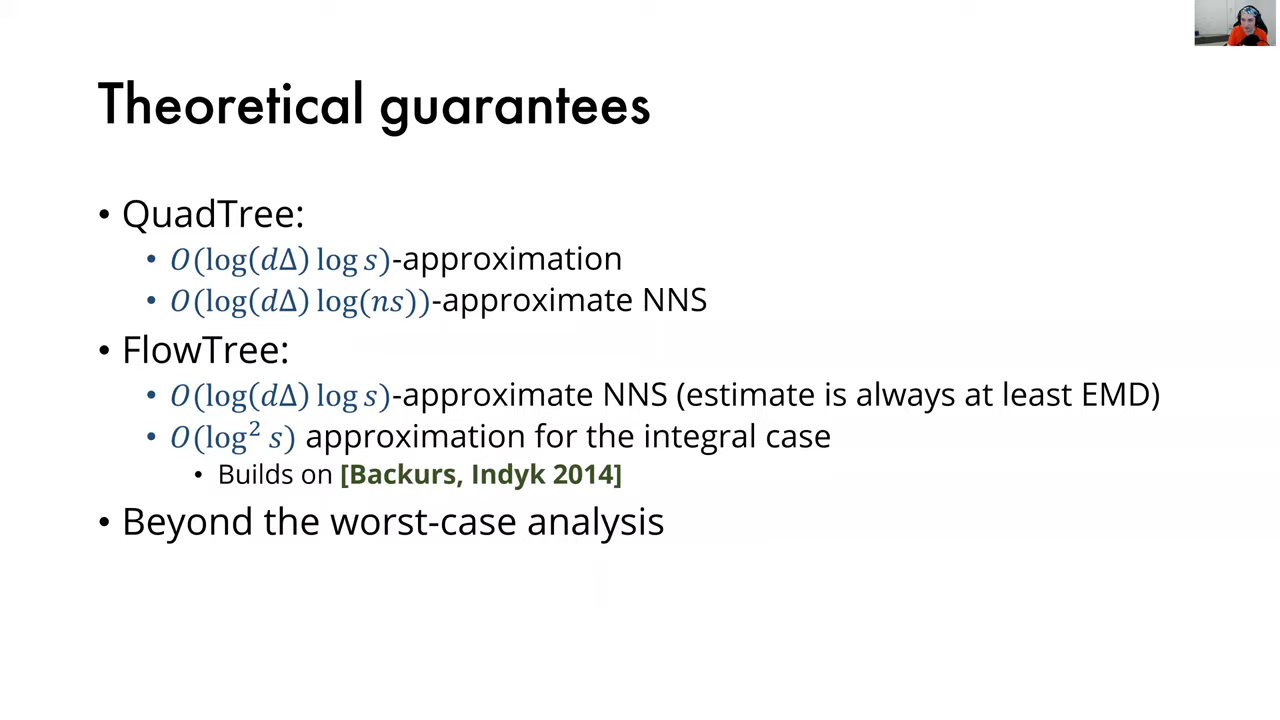 Theoretical guarantees
• QuadTree:
• O(log(dΔ) log s)-approximation
• O(log(dΔ) log(ns))-approximate NNS
• FlowTree:
• O(log(dΔ) log s)-approximate NNS (estimate is always at least EMD)
• O(log² s) approximation for the integral case
• Builds on [Backurs, Indyk 2014]
• Beyond the worst-case analysis